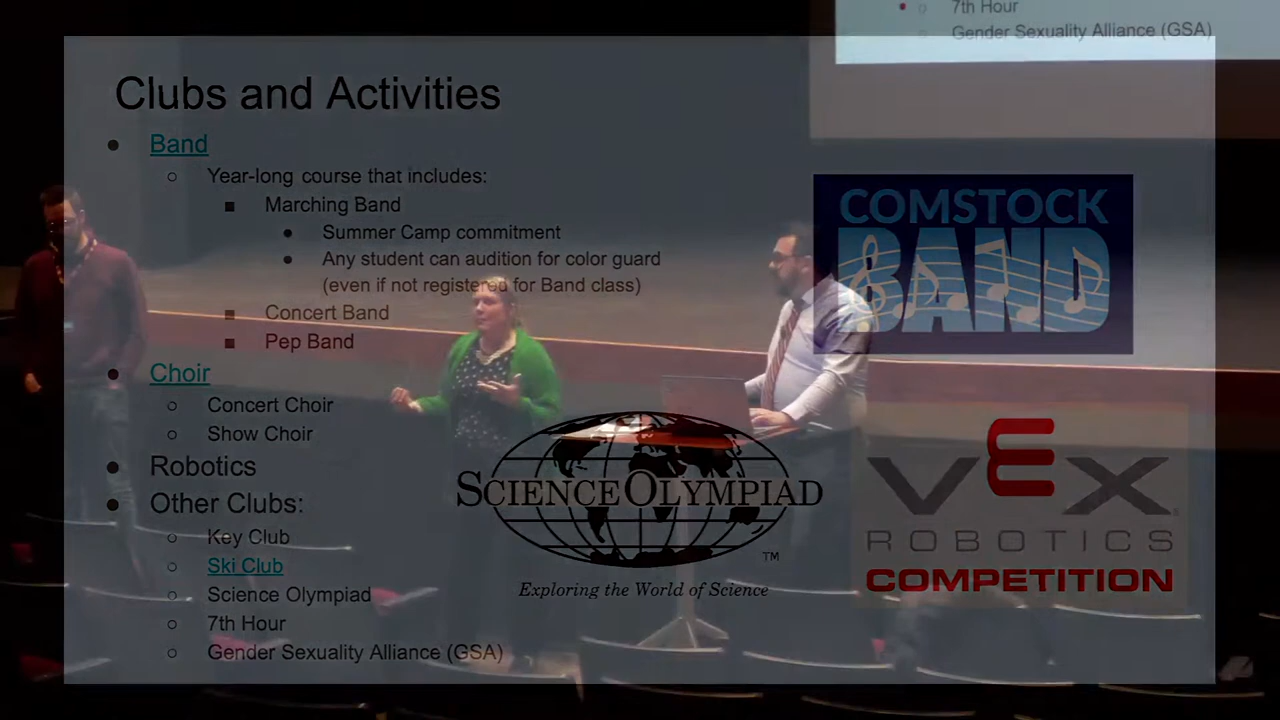 7th Hour
Gender Sexuality Alliance (GSA)
Clubs and Activities
Band
Year-long course that includes:
Marching Band
Summer Camp commitment
Any student can audition for color guard
(even if not registered for Band class)
Concert Band
Pep Band
Choir
Concert Choir
Show Choir
Robotics
Other Clubs:
Key Club
Ski Club
Science Olympiad
7th Hour
Gender Sexuality Alliance (GSA)
COMSTOCK
BAND
SCIENCE OLYMPIAD
TM
Exploring the World of Science
VEX
ROBOTICS
COMPETITION